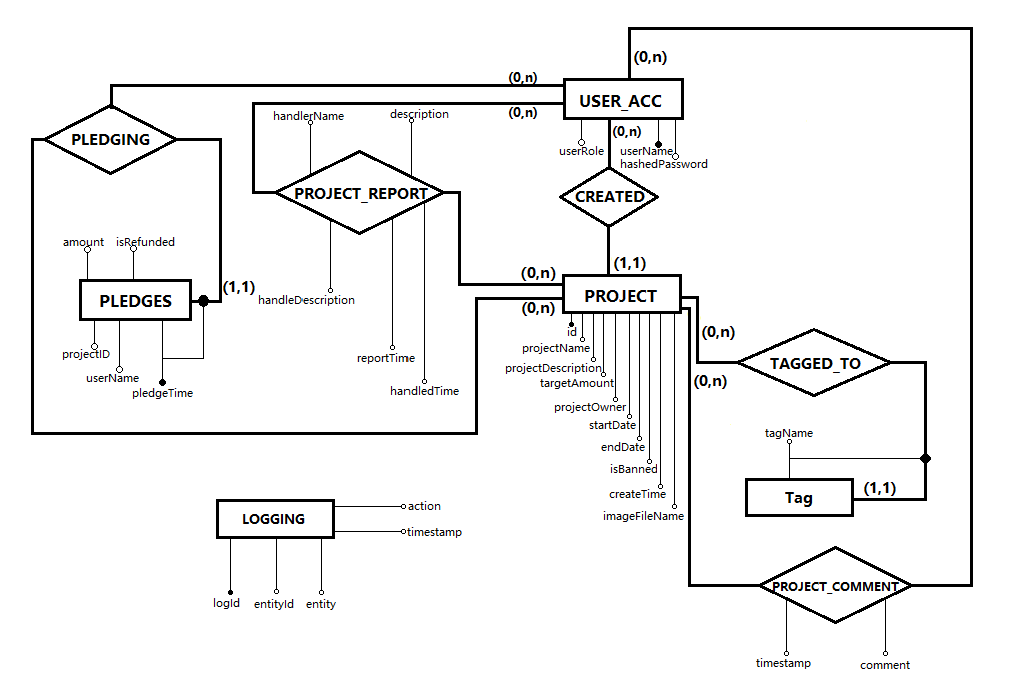 (0,n)
(0,n)
USER_ACC
(0,n)
handlerName
description
(0,n)
PLEDGING
userRole
userName
hashedPassword
PROJECT_REPORT
CREATED
amount
isRefunded
(1,1)
(0,n)
(1,1)
PLEDGES
handleDescription
PROJECT
(0,n)
id
(0,n)
projectID
projectName
userName
reportTime
projectDescription
TAGGED_TO
pledgeTime
handledTime
targetAmount
(0,n)
projectOwner
startDate
tagName
endDate
isBanned
(1,1)
createTime
Tag
LOGGING
action
imageFileName
timestamp
logId
entityId
entity
PROJECT_COMMENT
timestamp
comment